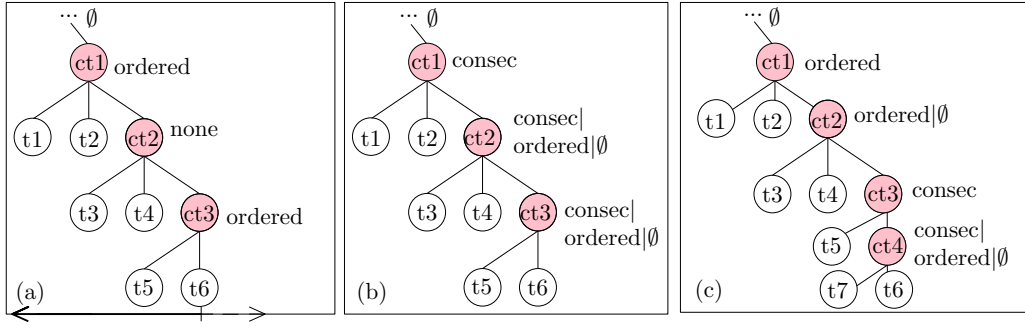 ... ∅
ct1 ordered
t1 t2 ct2 none
t3 t4 ct3 ordered
t5 t6
(a)
... ∅
ct1 consec
t1 t2 ct2 consec|
ordered|∅
t3 t4 ct3 consec|
ordered|∅
t5 t6
(b)
... ∅
ct1 ordered
t1 t2 ct2 ordered|∅
t3 t4 ct3 consec
t5 ct4 consec|
ordered|∅
t7 t6
(c)